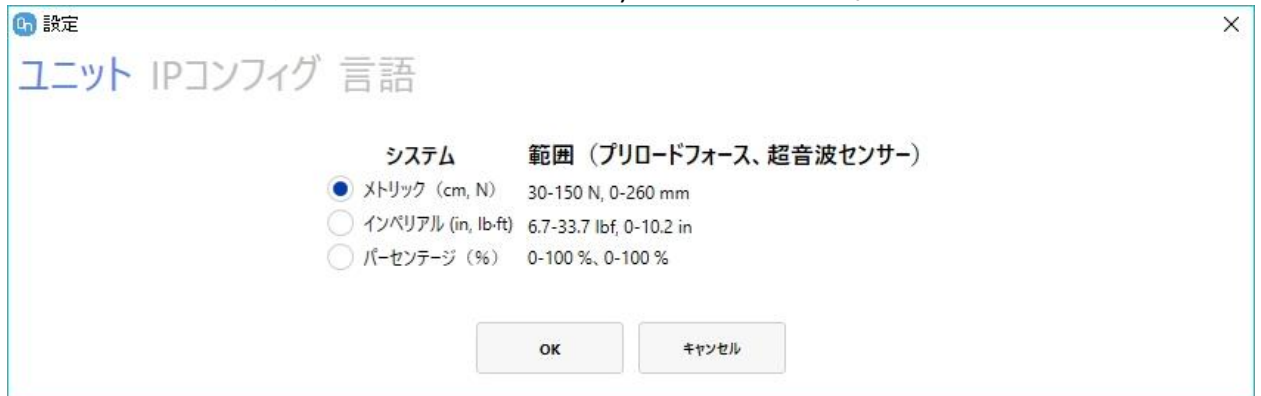 設定
ユニット IPコンフィグ 言語
システム 範囲（プリロードフォース、超音波センサー）
メトリック（cm, N） 30-150 N, 0-260 mm
インペリアル (in, lb·ft) 6.7-33.7 lbf, 0-10.2 in
パーセンテージ（%） 0-100 %、0-100 %
OK キャンセル